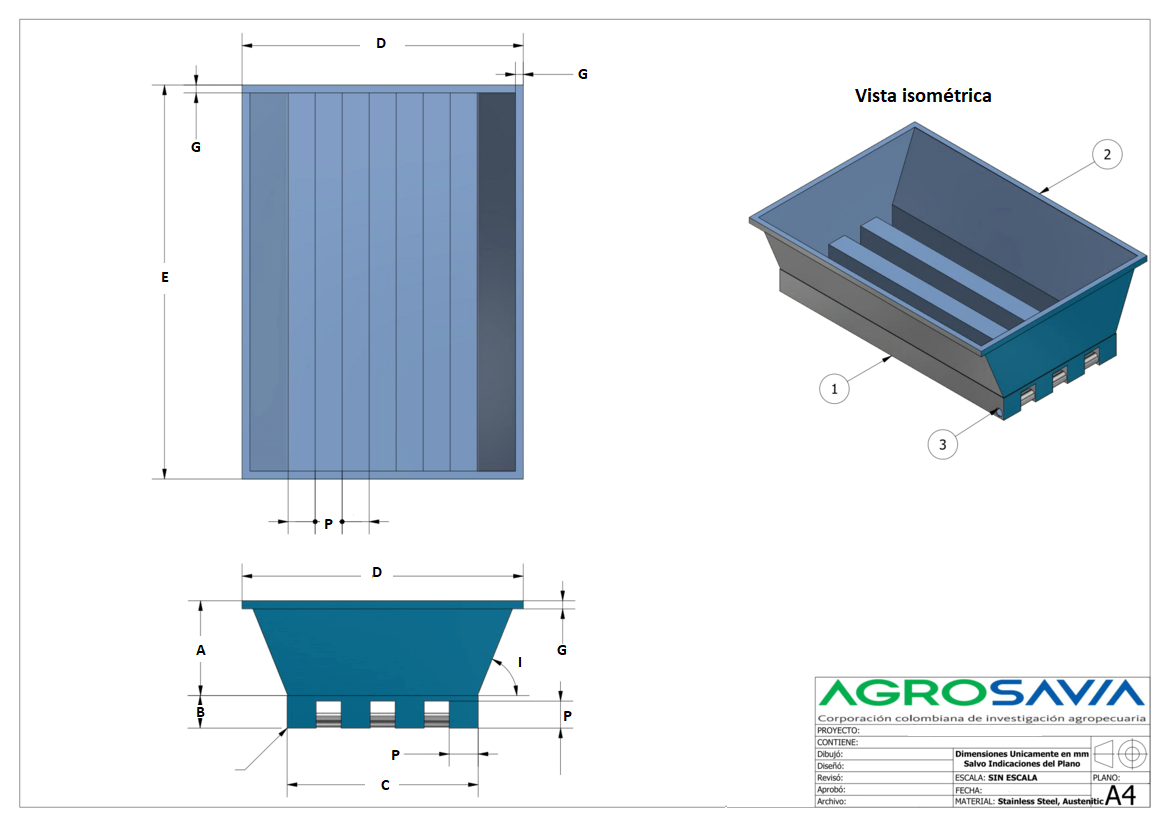 D
G
G
E
P
Vista isométrica
2
1
3
D
A
G
I
B
P
P
C
AGROSAVIA
Corporación colombiana de investigación agropecuaria
PROYECTO:
CONTIENE:
Dibujó:
Dimensiones Unicamente en mm
Salvo Indicaciones del Plano
Diseñó:
Revisó:
ESCALA: SIN ESCALA
PLANO:
Aprobó:
FECHA:
A4
Archivo:
MATERIAL: Stainless Steel, Austenitic